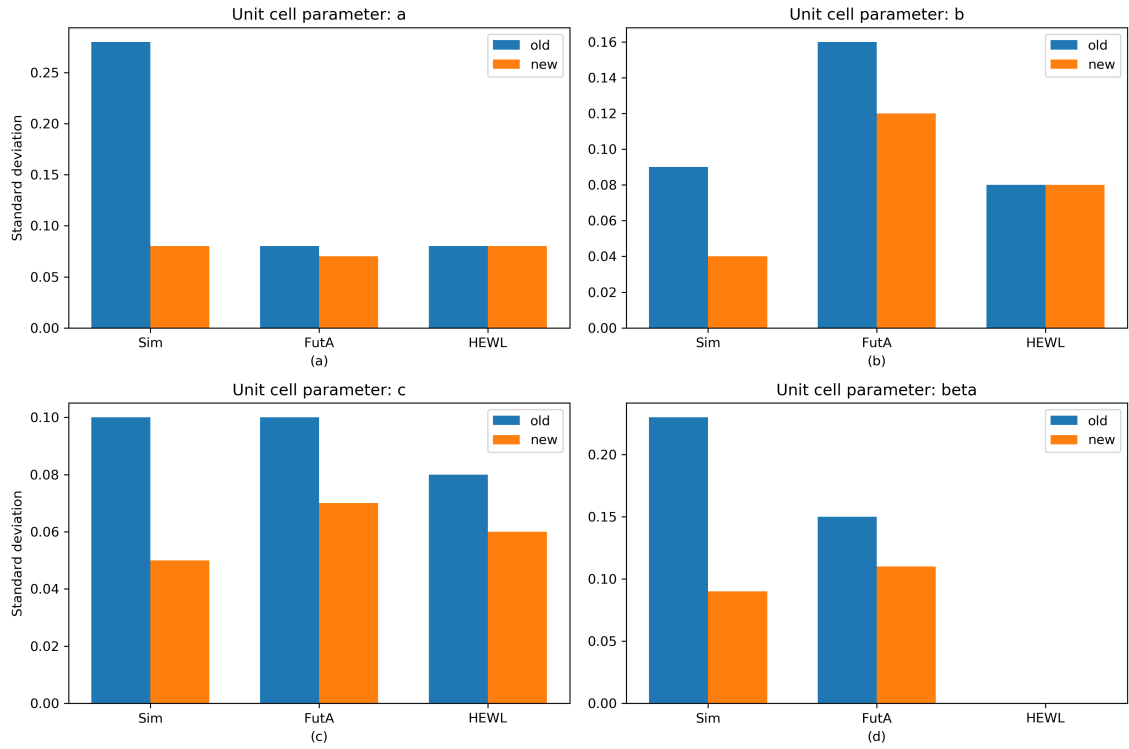 Unit cell parameter: a
Standard deviation
0.25
0.20
0.15
0.10
0.05
0.00
old
new
Sim
FutA
HEWL
(a)
Unit cell parameter: b
0.16
0.14
0.12
0.10
0.08
0.06
0.04
0.02
0.00
old
new
Sim
FutA
HEWL
(b)
Unit cell parameter: c
Standard deviation
0.10
0.08
0.06
0.04
0.02
0.00
old
new
Sim
FutA
HEWL
(c)
Unit cell parameter: beta
0.20
0.15
0.10
0.05
0.00
old
new
Sim
FutA
HEWL
(d)